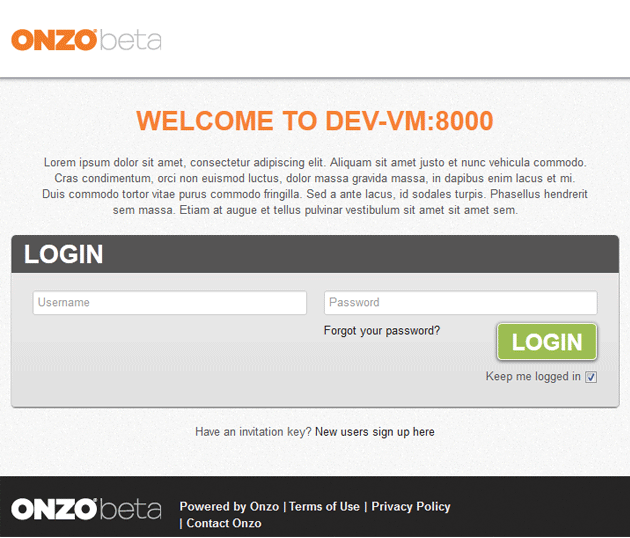 ONZO beta
WELCOME TO DEV-VM:8000
Lorem ipsum dolor sit amet, consectetur adipiscing elit. Aliquam sit amet justo et nunc vehicula commodo.
Cras condimentum, orci non euismod luctus, dolor massa gravida massa, in dapibus enim lacus et mi.
Duis commodo tortor vitae purus commodo fringilla. Sed a ante lacus, id sodales turpis. Phasellus hendrerit
sem massa. Etiam at augue et tellus pulvinar vestibulum sit amet sit amet sem.
LOGIN
Username
Password
Forgot your password?
LOGIN
Keep me logged in
Have an invitation key? New users sign up here
ONZO beta
Powered by Onzo | Terms of Use | Privacy Policy
| Contact Onzo